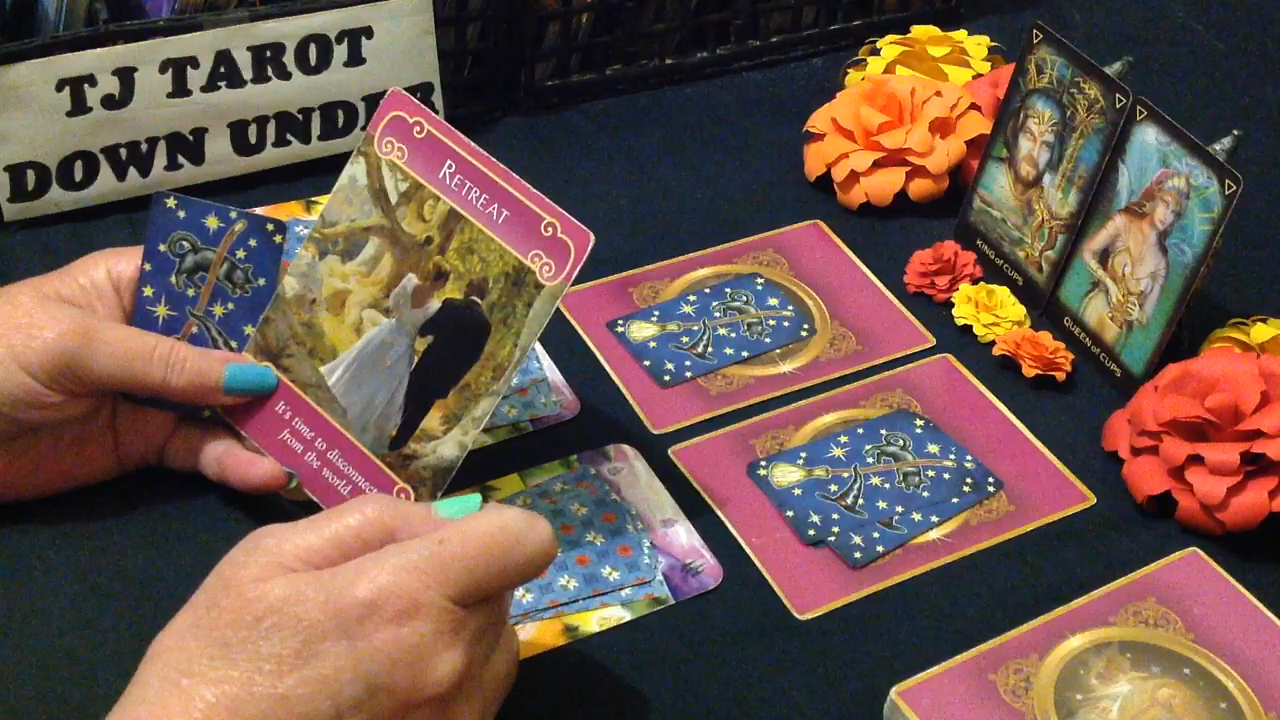 TJ TAROT
DOWN UNDER
RETREAT
It's time to disconnect
from the world.
KING of CUPS
QUEEN of CUPS